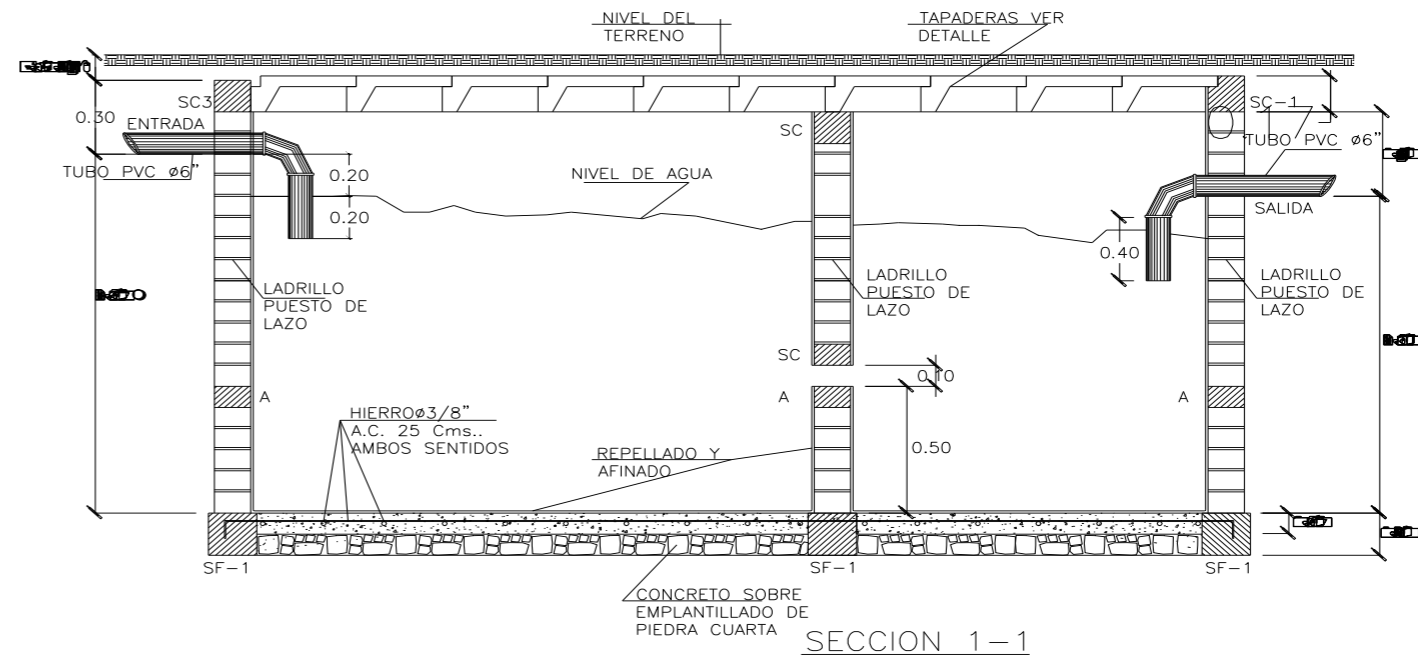 NIVEL DEL
TERRENO
TAPADERAS VER
DETALLE
SC3
0.30
ENTRADA
TUBO PVC ø6”
0.20
0.20
NIVEL DE AGUA
SC
SC-1
TUBO PVC ø6”
SALIDA
0.40
LADRILLO
PUESTO DE
LAZO
LADRILLO
PUESTO DE
LAZO
LADRILLO
PUESTO DE
LAZO
SC
0.10
A
A
A
HIERROø3/8”
A.C. 25 Cms..
AMBOS SENTIDOS
0.50
REPELLADO Y
AFINADO
SF-1
SF-1
SF-1
CONCRETO SOBRE
EMPLANTILLADO DE
PIEDRA CUARTA
SECCION 1-1